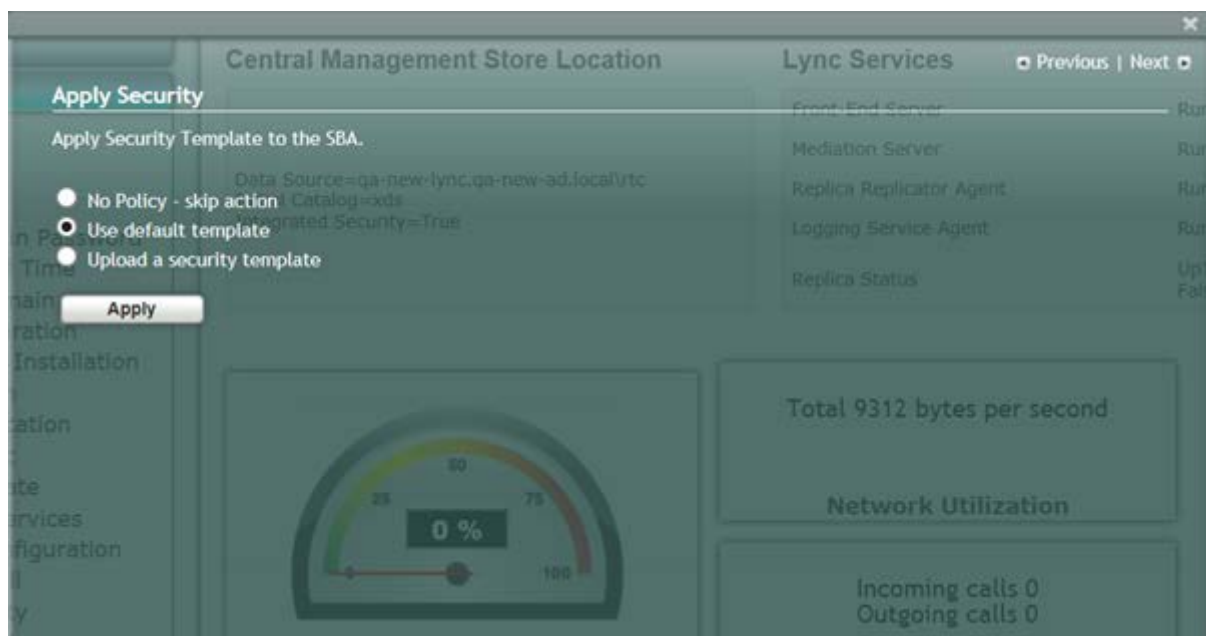 Central Management Store Location
Lync Services
Previous | Next
Apply Security
Apply Security Template to the SBA.
No Policy - skip action
Use default template
Upload a security template
Apply
Data Source=qa-new-lync.qa-new-ad.local\rtc
Catalog=xds
Integrated Security=True
Front-End Server
Mediation Server
Replica Replicator Agent
Logging Service Agent
Replica Status
Password
Time
Installation
0 %
0
25
50
75
100
Total 9312 bytes per second
Network Utilization
Incoming calls 0
Outgoing calls 0